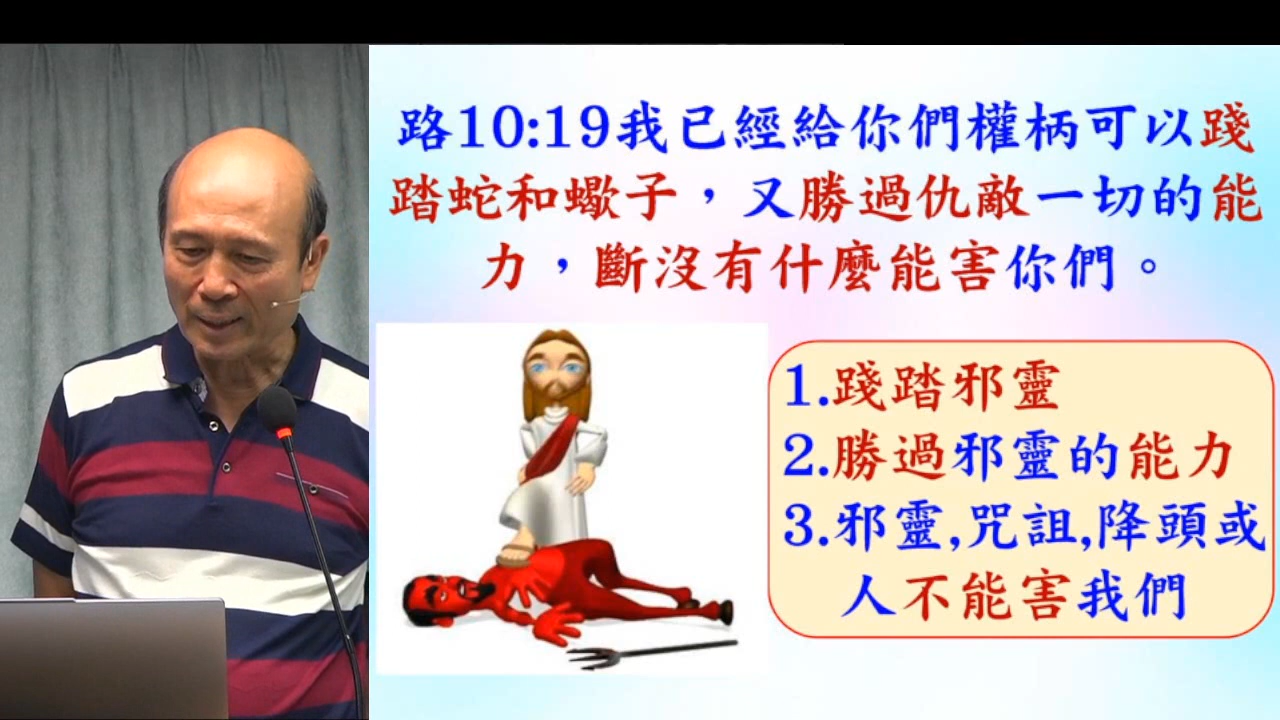 路10:19我已經給你們權柄可以踐
踏蛇和蠍子，又勝過仇敵一切的能
力，斷沒有什麼能害你們。
1.踐踏邪靈
2.勝過邪靈的能力
3.邪靈,咒詛,降頭或
人不能害我們